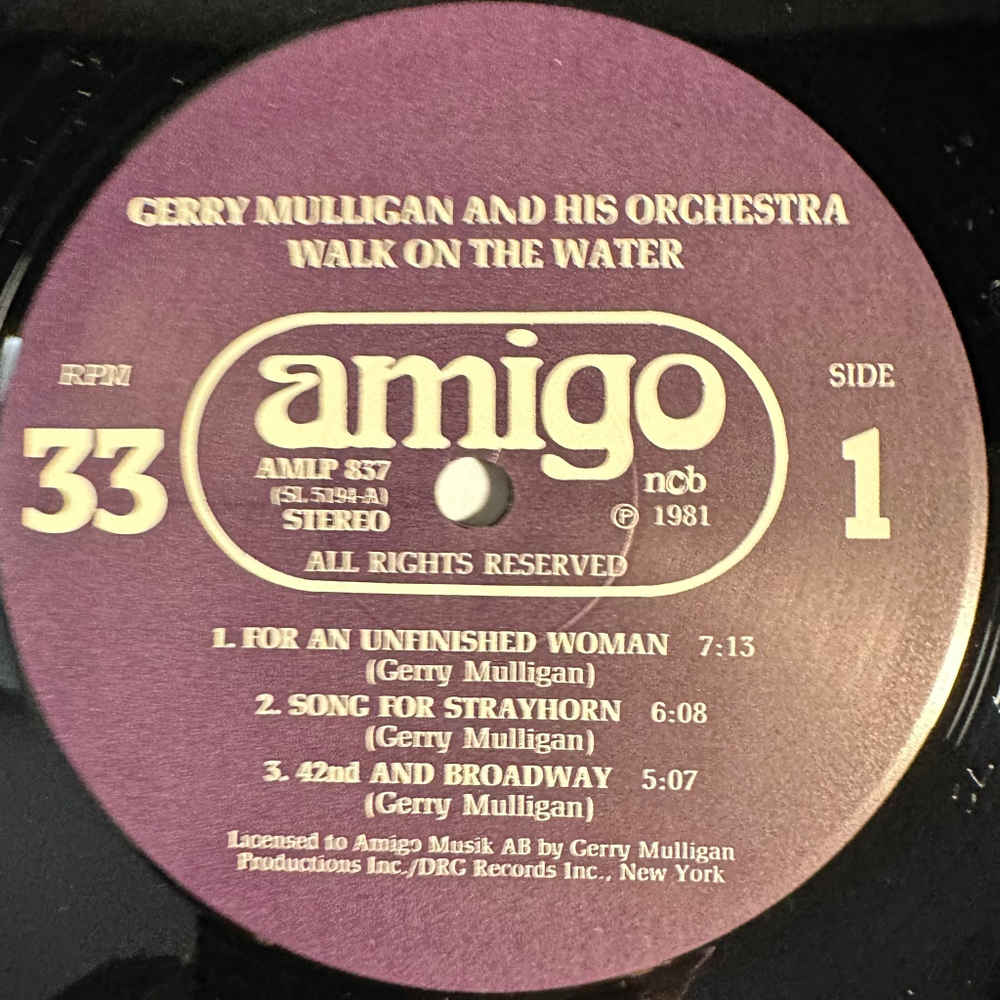 GERRY MULLIGAN AND HIS ORCHESTRA
WALK ON THE WATER
amigo
RPM
33
SIDE
1
AMLP 837
(SL 5194-A)
STEREO
ncb
℗ 1981
ALL RIGHTS RESERVED
1. FOR AN UNFINISHED WOMAN 7:13
(Gerry Mulligan)
2. SONG FOR STRAYHORN 6:08
(Gerry Mulligan)
3. 42nd AND BROADWAY 5:07
(Gerry Mulligan)
Licensed to Amigo Musik AB by Gerry Mulligan
Productions Inc./DRG Records Inc., New York